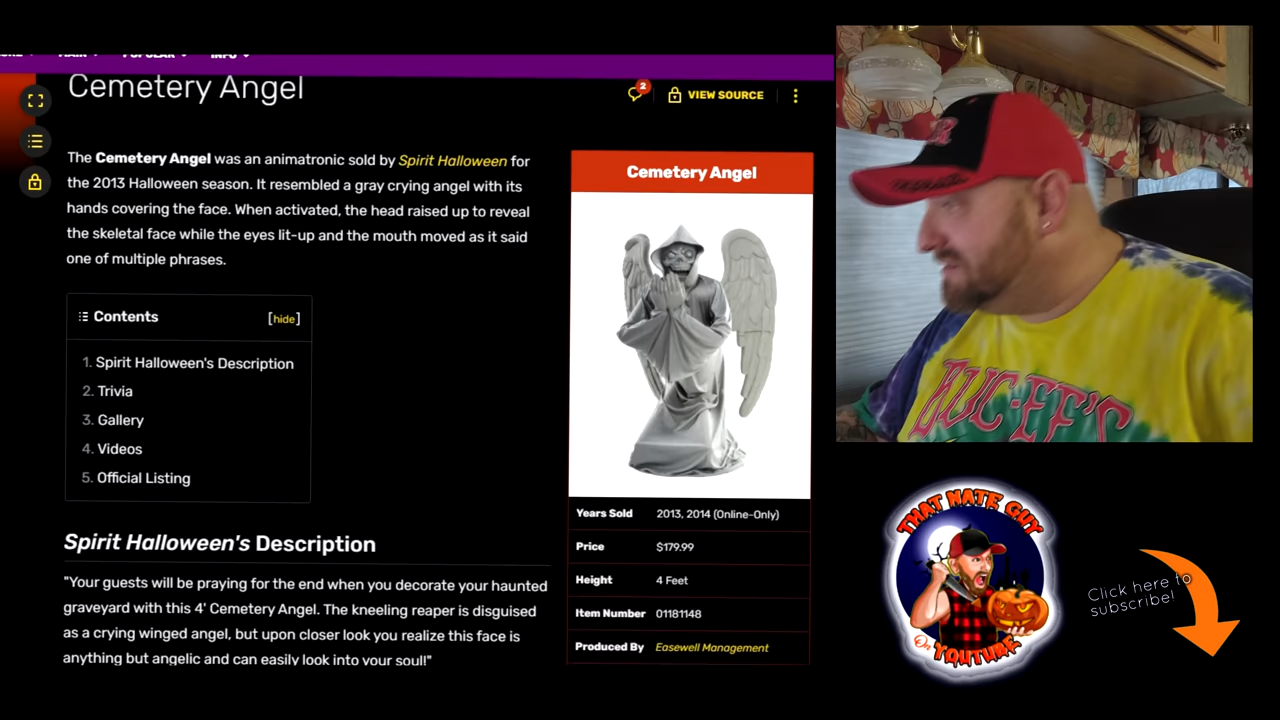 MAIN POPULAR INFO
Cemetery Angel
2 VIEW SOURCE
The Cemetery Angel was an animatronic sold by Spirit Halloween for
the 2013 Halloween season. It resembled a gray crying angel with its
hands covering the face. When activated, the head raised up to reveal
the skeletal face while the eyes lit-up and the mouth moved as it said
one of multiple phrases.
Contents [hide]
1. Spirit Halloween's Description
2. Trivia
3. Gallery
4. Videos
5. Official Listing
Spirit Halloween's Description
"Your guests will be praying for the end when you decorate your haunted
graveyard with this 4' Cemetery Angel. The kneeling reaper is disguised
as a crying winged angel, but upon closer look you realize this face is
anything but angelic and can easily look into your soul!"
Cemetery Angel
Years Sold 2013, 2014 (Online-Only)
Price $179.99
Height 4 Feet
Item Number 01181148
Produced By Easewell Management
BUC-EE'S
THAT NATE GUY
On
YOUTUBE
Click here to
subscribe!